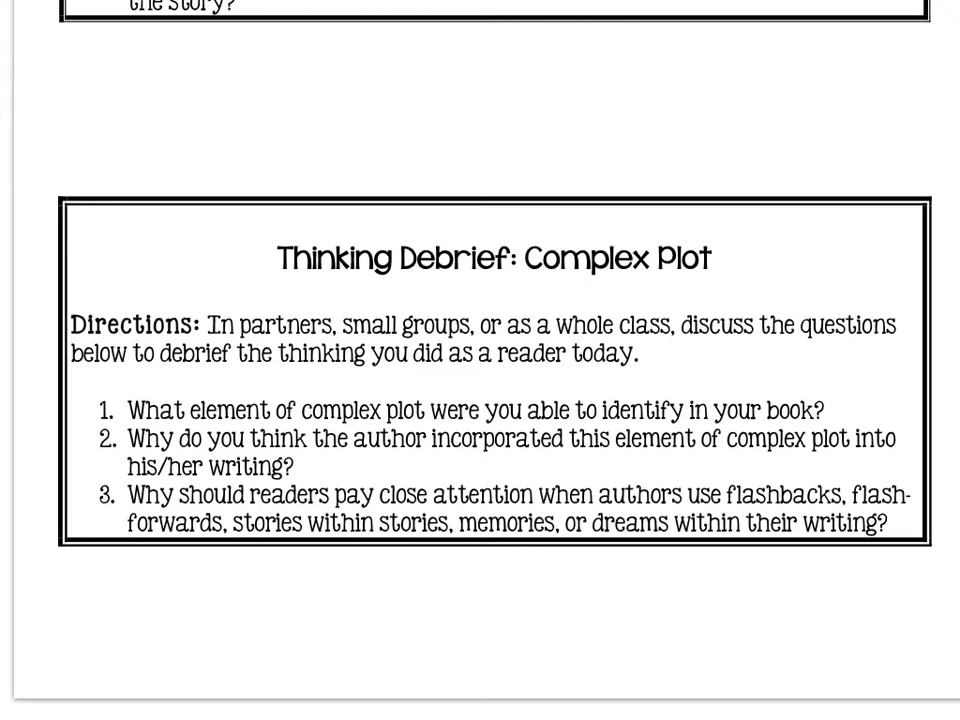 the story?
Thinking Debrief: Complex Plot
Directions: In partners, small groups, or as a whole class, discuss the questions
below to debrief the thinking you did as a reader today.
1. What element of complex plot were you able to identify in your book?
2. Why do you think the author incorporated this element of complex plot into
his/her writing?
3. Why should readers pay close attention when authors use flashbacks, flash-
forwards, stories within stories, memories, or dreams within their writing?